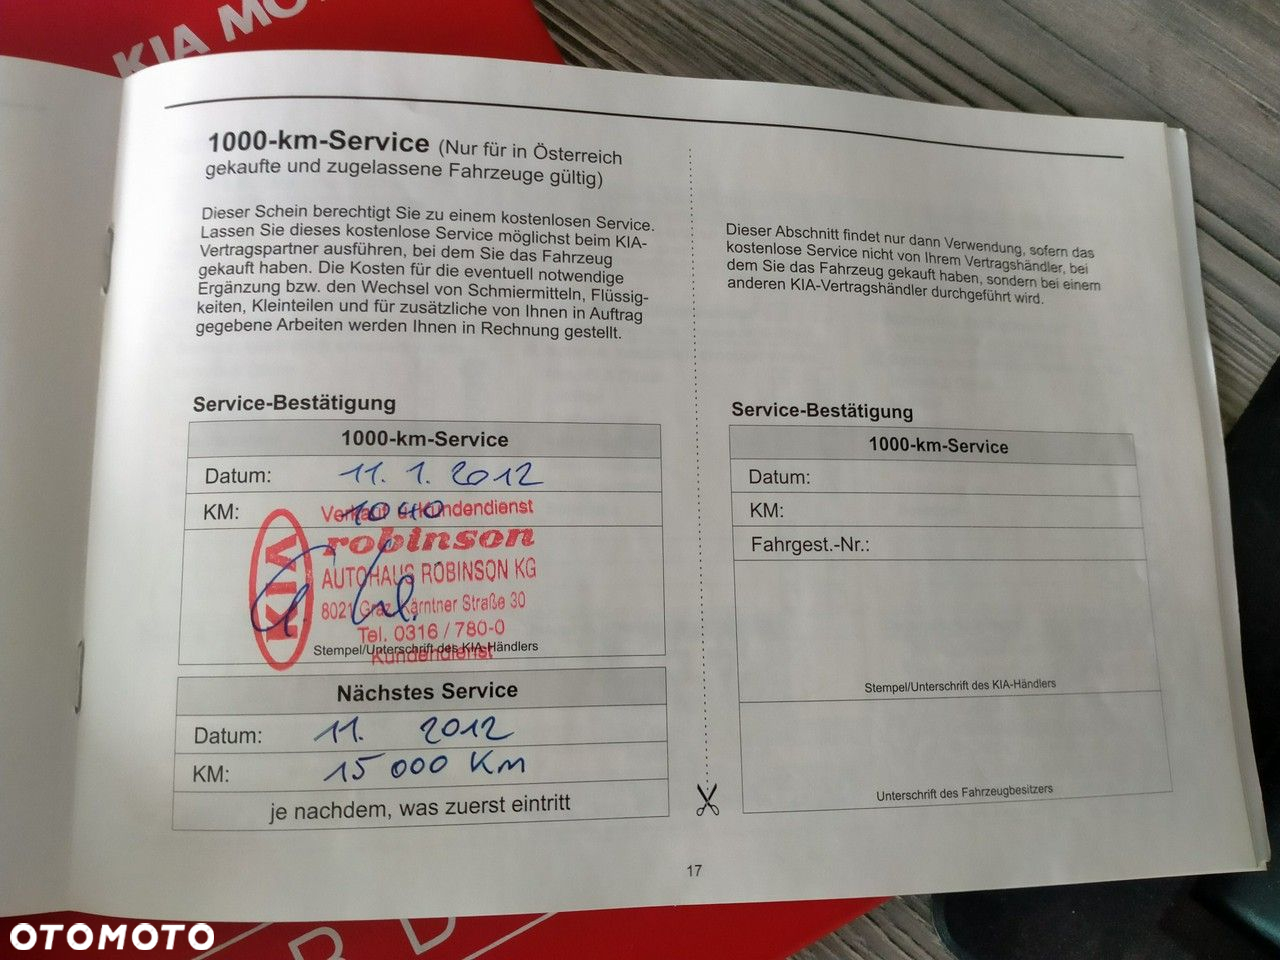 KIA MO
1000-km-Service (Nur für in Österreich
gekaufte und zugelassene Fahrzeuge gültig)
Dieser Schein berechtigt Sie zu einem kostenlosen Service.
Lassen Sie dieses kostenlose Service möglichst beim KIA-
Vertragspartner ausführen, bei dem Sie das Fahrzeug
gekauft haben. Die Kosten für die eventuell notwendige
Ergänzung bzw. den Wechsel von Schmiermitteln, Flüssig-
keiten, Kleinteilen und für zusätzliche von Ihnen in Auftrag
gegebene Arbeiten werden Ihnen in Rechnung gestellt.
Service-Bestätigung
1000-km-Service
Datum: 11. 1. 2012
KM: 1040
Verkauf u. Kundendienst
KIA
robinson
AUTOHAUS ROBINSON KG
8021 Graz, Kärntner Straße 30
Tel. 0316 / 780-0
Kundendienst
Stempel/Unterschrift des KIA-Händlers
Nächstes Service
Datum: 11. 2012
KM: 15 000 Km
je nachdem, was zuerst eintritt
Dieser Abschnitt findet nur dann Verwendung, sofern das
kostenlose Service nicht von Ihrem Vertragshändler, bei
dem Sie das Fahrzeug gekauft haben, sondern bei einem
anderen KIA-Vertragshändler durchgeführt wird.
Service-Bestätigung
1000-km-Service
Datum:
KM:
Fahrgest.-Nr.:
Stempel/Unterschrift des KIA-Händlers
Unterschrift des Fahrzeugbesitzers
17
OTOMOTO